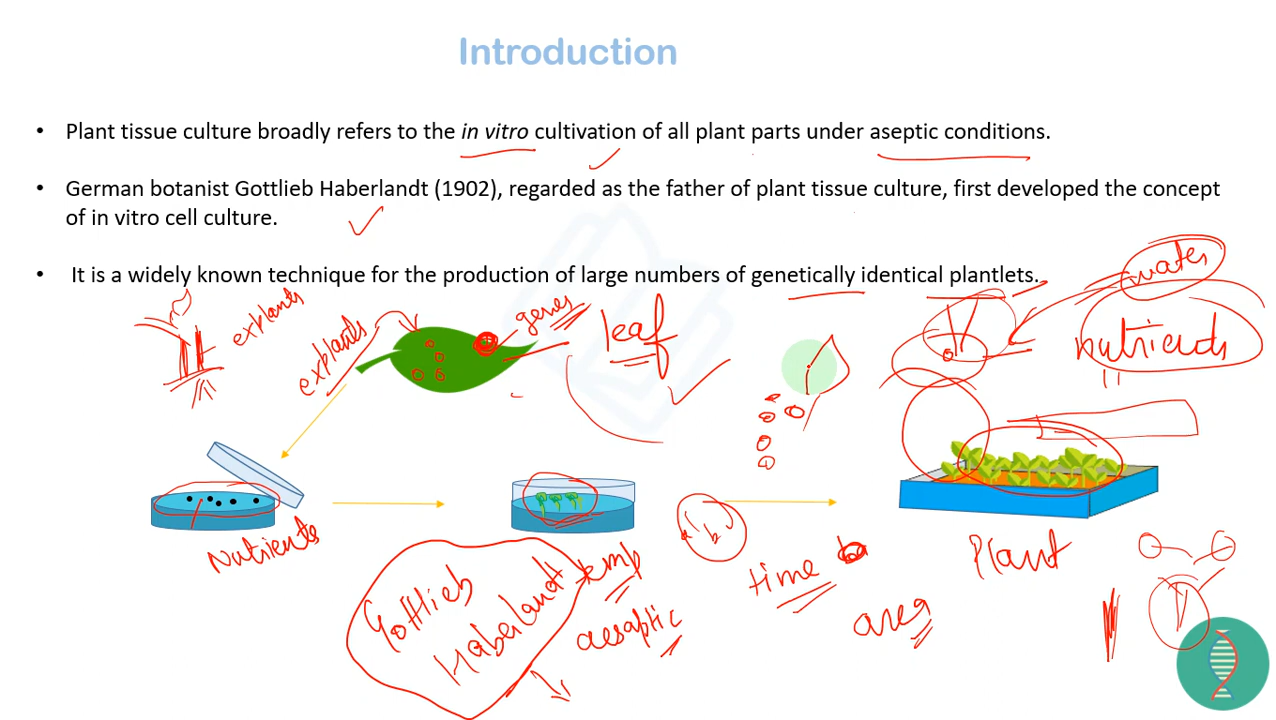 Introduction
• Plant tissue culture broadly refers to the in vitro cultivation of all plant parts under aseptic conditions.
• German botanist Gottlieb Haberlandt (1902), regarded as the father of plant tissue culture, first developed the concept
of in vitro cell culture.
• It is a widely known technique for the production of large numbers of genetically identical plantlets.
water
explants
explants
genes
leaf
nutrients
Nutrients
temp
time
Plant
Gottlieb
Haberlandt
aesaptic
area